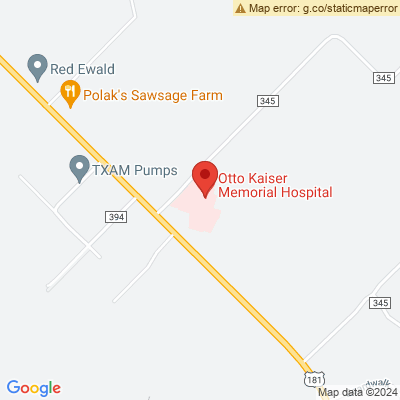 Map error: g.co/staticmaperror
Red Ewald
345
Polak's Sawsage Farm
345
TXAM Pumps
Otto Kaiser
Memorial Hospital
394
345
181
Google
Map data ©2024